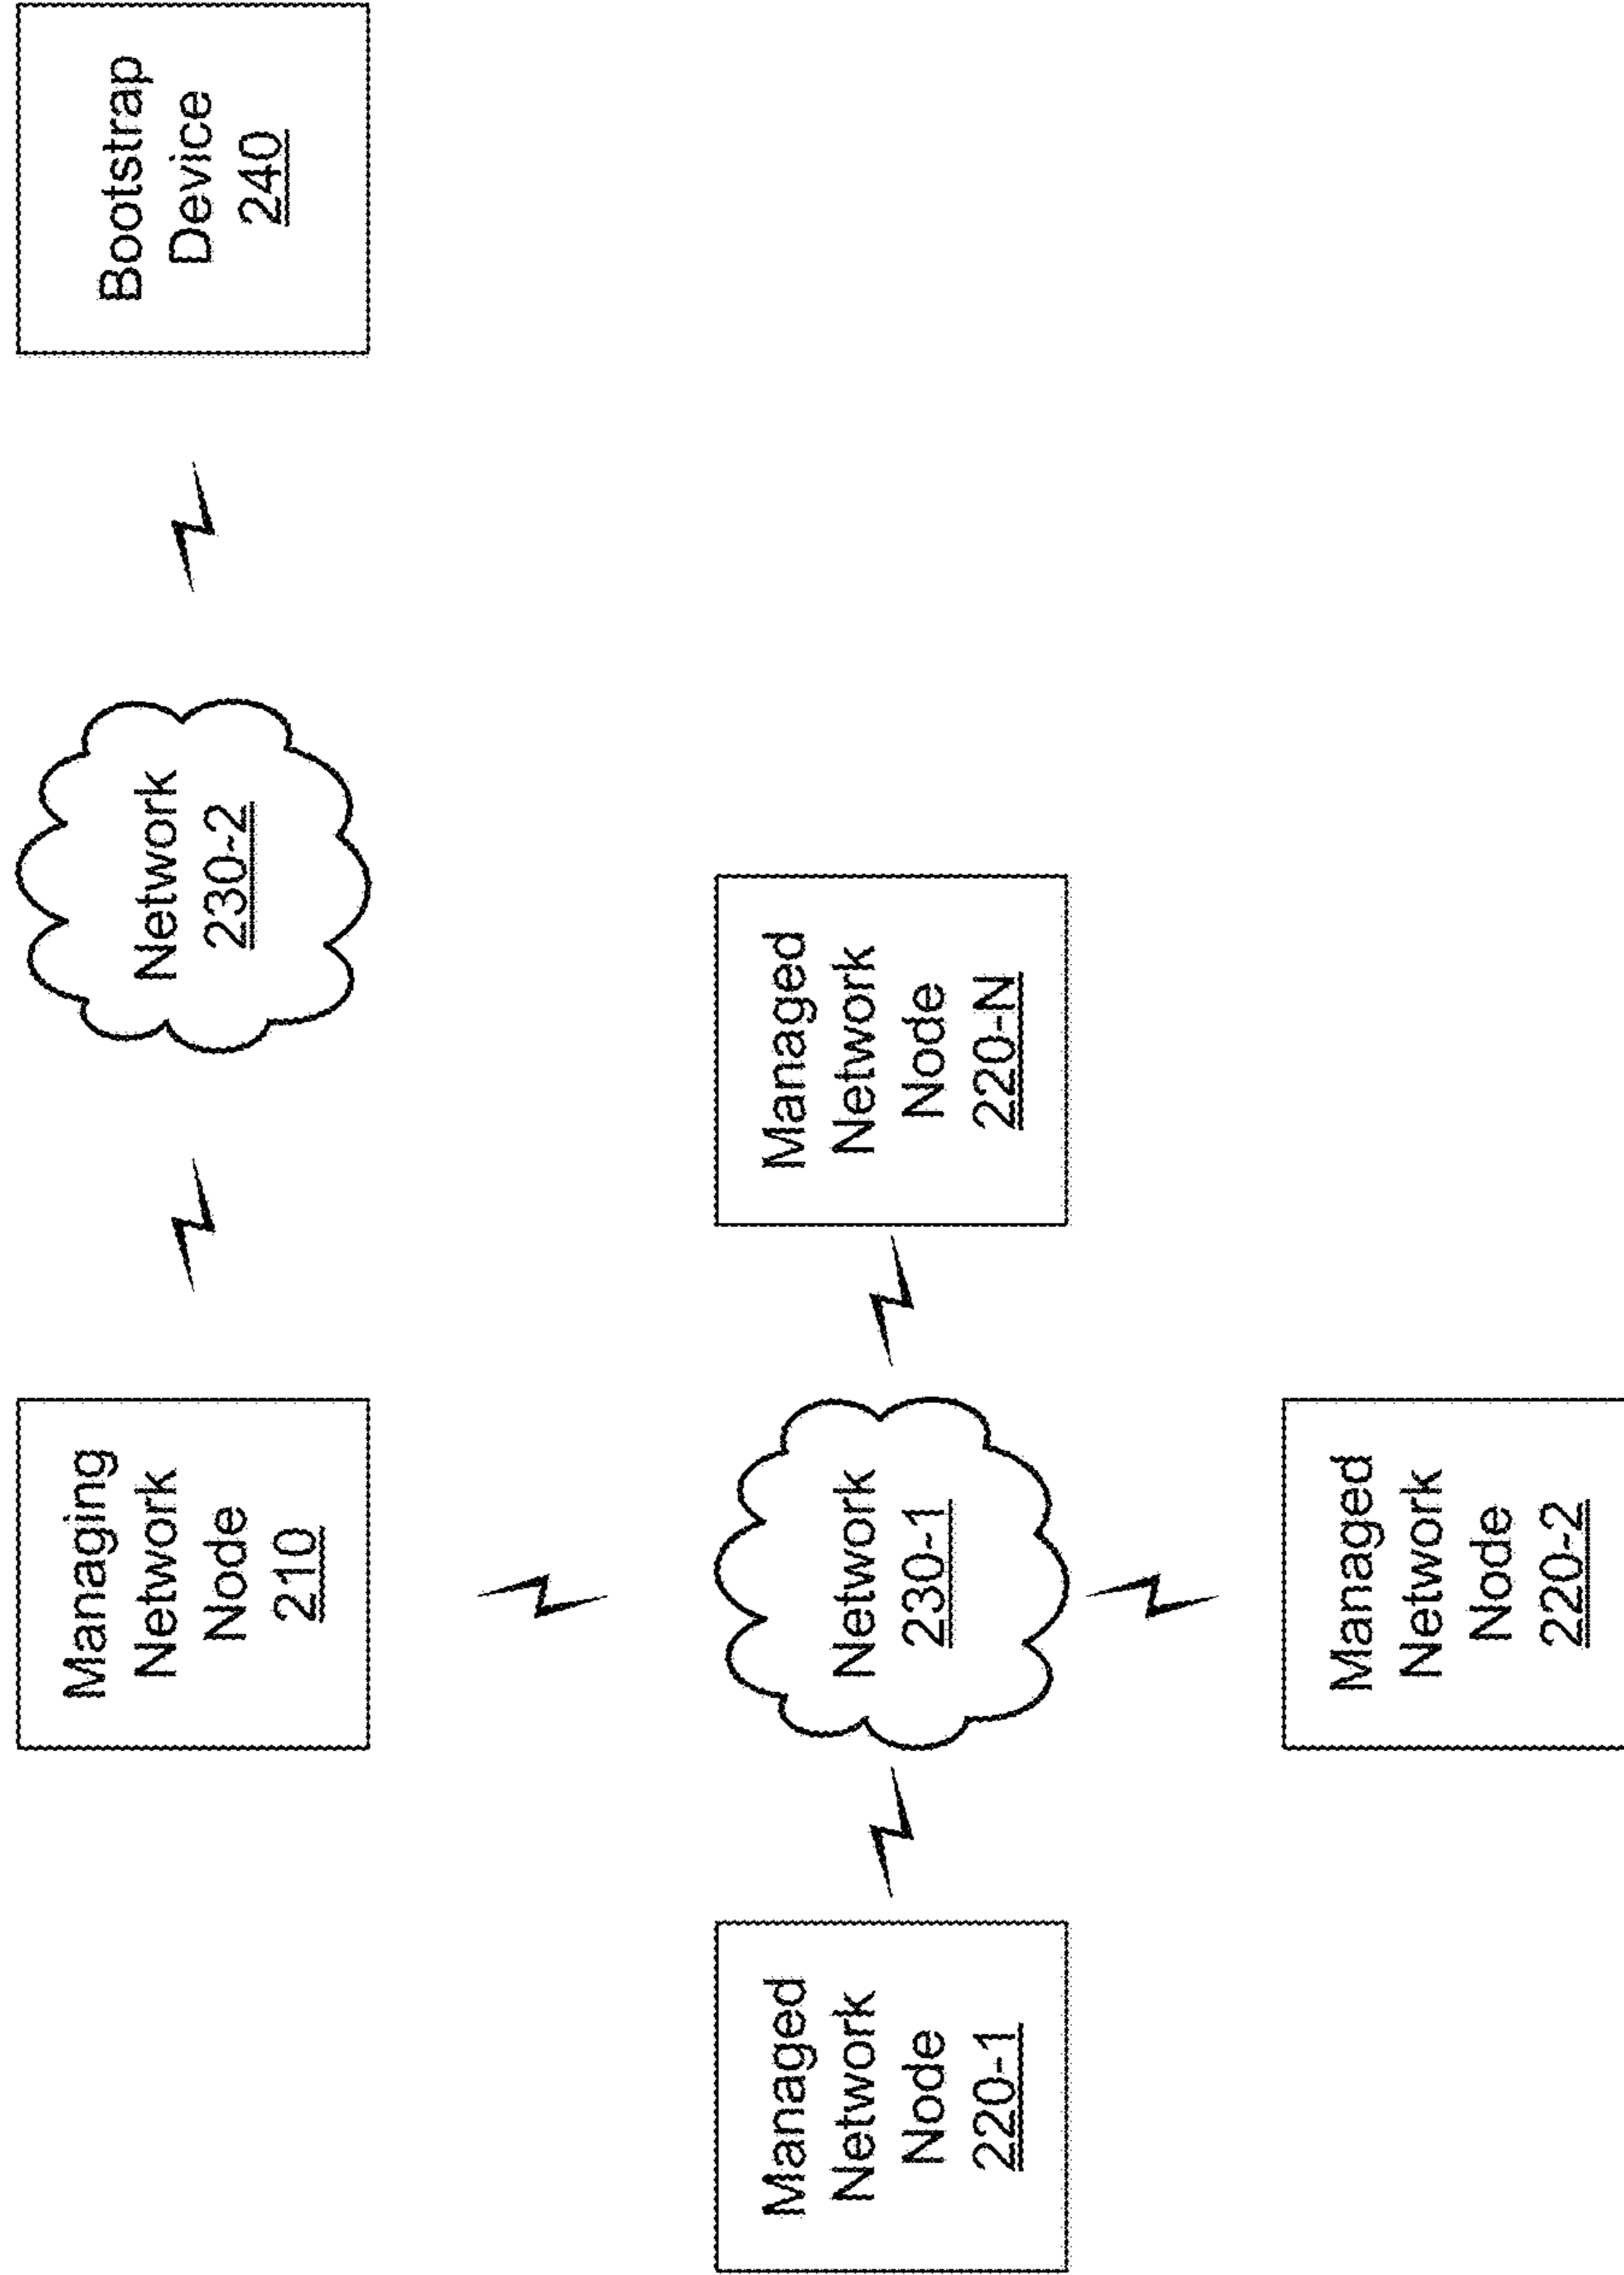 Managing
Network
Node
210
Network
230-2
Bootstrap
Device
240
Managed
Network
Node
220-1
Network
230-1
Managed
Network
Node
220-N
Managed
Network
Node
220-2